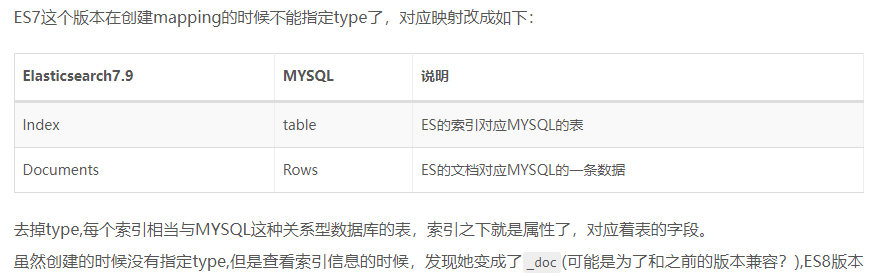 ES7这个版本在创建mapping的时候不能指定type了，对应映射改成如下：
Elasticsearch7.9 MYSQL 说明
Index table ES的索引对应MYSQL的表
Documents Rows ES的文档对应MYSQL的一条数据
去掉type,每个索引相当与MYSQL这种关系型数据库的表，索引之下就是属性了，对应着表的字段。
虽然创建的时候没有指定type,但是查看索引信息的时候，发现她变成了_doc(可能是为了和之前的版本兼容？),ES8版本